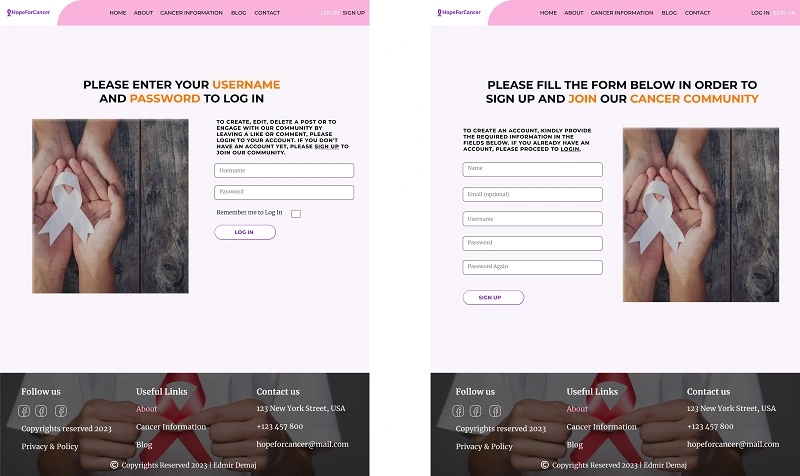 HopeForCancer
HOME ABOUT CANCER INFORMATION BLOG CONTACT
LOG IN SIGN UP
PLEASE ENTER YOUR USERNAME
AND PASSWORD TO LOG IN
TO CREATE, EDIT, DELETE A POST OR TO
ENGAGE WITH OUR COMMUNITY BY
LEAVING A LIKE OR COMMENT, PLEASE
LOGIN TO YOUR ACCOUNT. IF YOU DON'T
HAVE AN ACCOUNT YET, PLEASE SIGN UP TO
JOIN OUR COMMUNITY.
Username
Password
Remember me to Log In
LOG IN
Follow us
Copyrights reserved 2023
Privacy & Policy
Useful Links
About
Cancer Information
Blog
Contact us
123 New York Street, USA
+123 457 800
hopeforcancer@mail.com
© Copyrights Reserved 2023 | Edmir Demaj
HopeForCancer
HOME ABOUT CANCER INFORMATION BLOG CONTACT
LOG IN SIGN UP
PLEASE FILL THE FORM BELOW IN ORDER TO
SIGN UP AND JOIN OUR CANCER COMMUNITY
TO CREATE AN ACCOUNT, KINDLY PROVIDE
THE REQUIRED INFORMATION IN THE
FIELDS BELOW. IF YOU ALREADY HAVE AN
ACCOUNT, PLEASE PROCEED TO LOGIN.
Name
Email (optional)
Username
Password
Password Again
SIGN UP
Follow us
Copyrights reserved 2023
Privacy & Policy
Useful Links
About
Cancer Information
Blog
Contact us
123 New York Street, USA
+123 457 800
hopeforcancer@mail.com
© Copyrights Reserved 2023 | Edmir Demaj